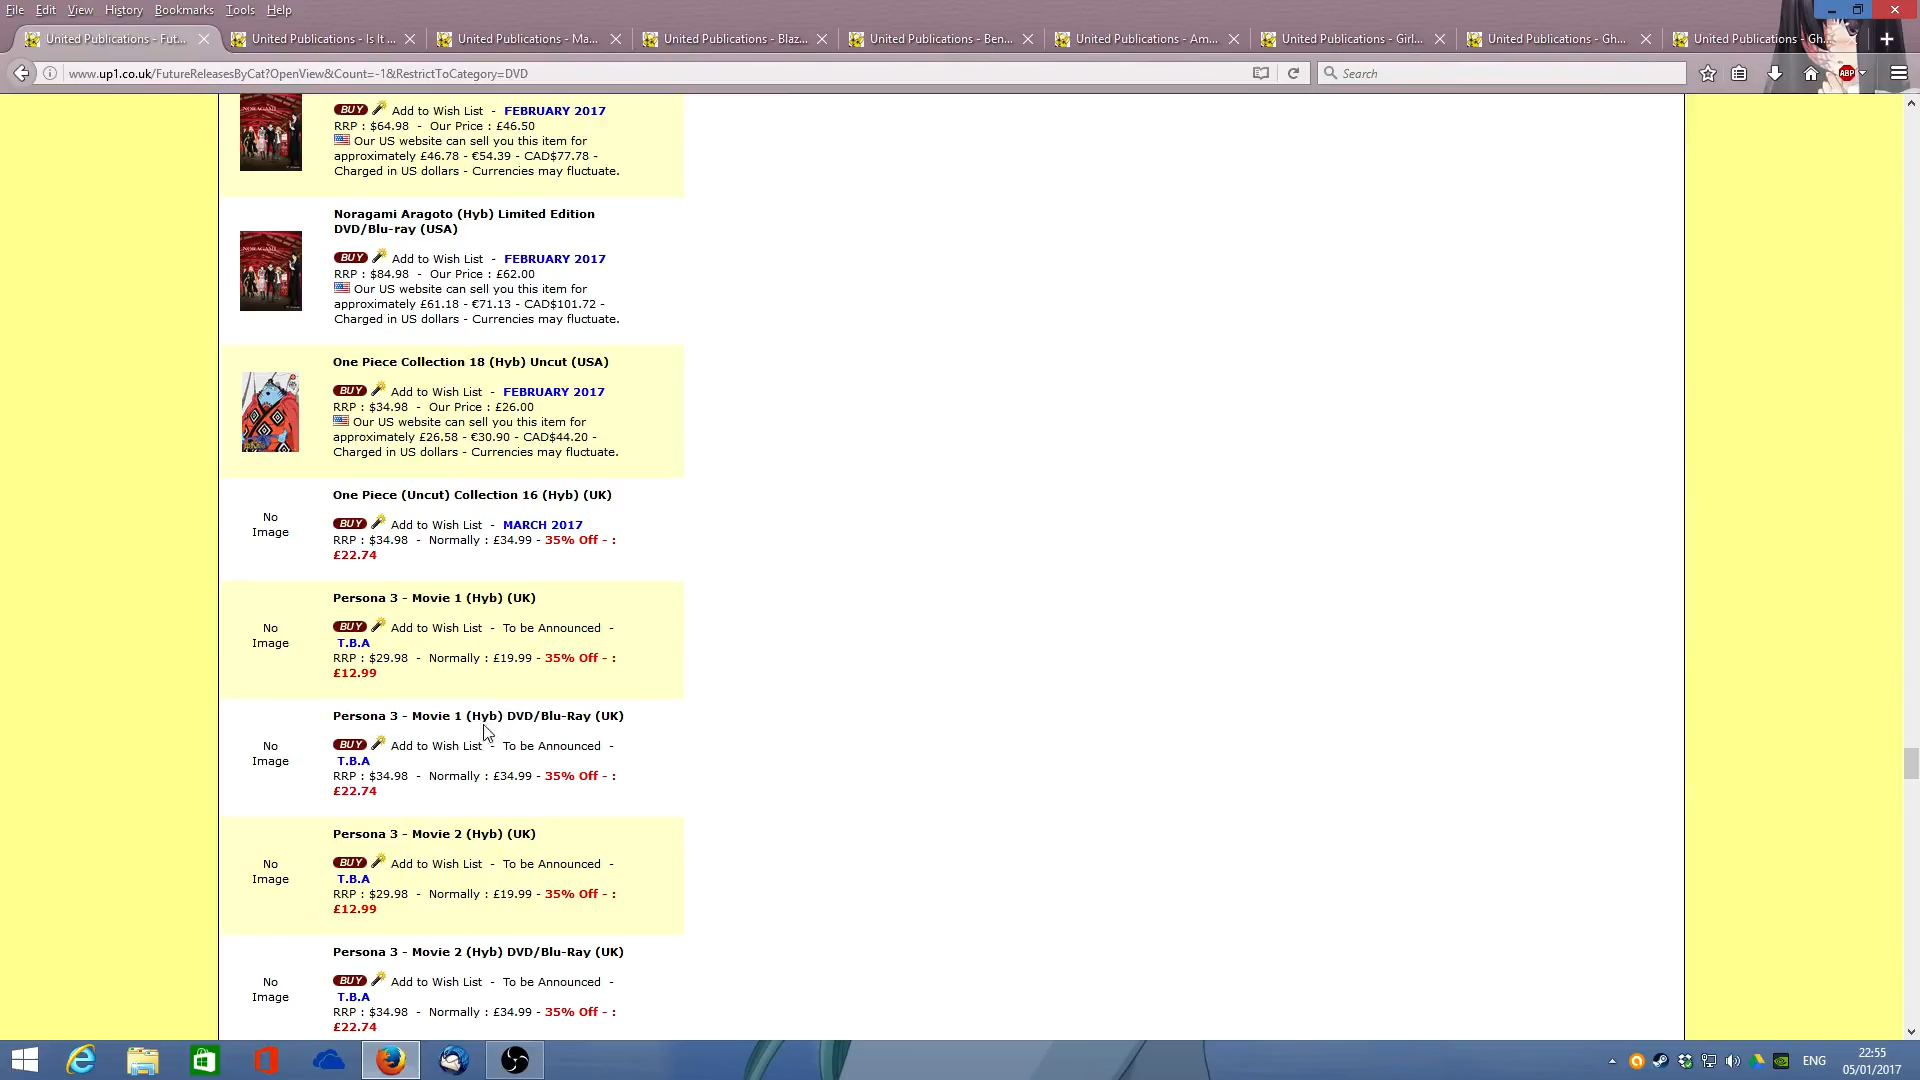 File Edit View History Bookmarks Tools Help
United Publications - Fut... United Publications - Is It ... United Publications - Ma... United Publications - Blaz... United Publications - Ben... United Publications - Am... United Publications - Girl... United Publications - Gh... United Publications - Gh...
www.up1.co.uk/FutureReleasesByCat?OpenView&Count=-1&RestrictToCategory=DVD Search ABP
BUY Add to Wish List - FEBRUARY 2017
RRP : $64.98 - Our Price : £46.50
Our US website can sell you this item for
approximately £46.78 - €54.39 - CAD$77.78 -
Charged in US dollars - Currencies may fluctuate.
Noragami Aragoto (Hyb) Limited Edition
DVD/Blu-ray (USA)
BUY Add to Wish List - FEBRUARY 2017
RRP : $84.98 - Our Price : £62.00
Our US website can sell you this item for
approximately £61.18 - €71.13 - CAD$101.72 -
Charged in US dollars - Currencies may fluctuate.
One Piece Collection 18 (Hyb) Uncut (USA)
BUY Add to Wish List - FEBRUARY 2017
RRP : $34.98 - Our Price : £26.00
Our US website can sell you this item for
approximately £26.58 - €30.90 - CAD$44.20 -
Charged in US dollars - Currencies may fluctuate.
No
Image
One Piece (Uncut) Collection 16 (Hyb) (UK)
BUY Add to Wish List - MARCH 2017
RRP : $34.98 - Normally : £34.99 - 35% Off - :
£22.74
No
Image
Persona 3 - Movie 1 (Hyb) (UK)
BUY Add to Wish List - To be Announced -
T.B.A
RRP : $29.98 - Normally : £19.99 - 35% Off - :
£12.99
No
Image
Persona 3 - Movie 1 (Hyb) DVD/Blu-Ray (UK)
BUY Add to Wish List - To be Announced -
T.B.A
RRP : $34.98 - Normally : £34.99 - 35% Off - :
£22.74
No
Image
Persona 3 - Movie 2 (Hyb) (UK)
BUY Add to Wish List - To be Announced -
T.B.A
RRP : $29.98 - Normally : £19.99 - 35% Off - :
£12.99
No
Image
Persona 3 - Movie 2 (Hyb) DVD/Blu-Ray (UK)
BUY Add to Wish List - To be Announced -
T.B.A
RRP : $34.98 - Normally : £34.99 - 35% Off - :
£22.74
ENG
22:55
05/01/2017